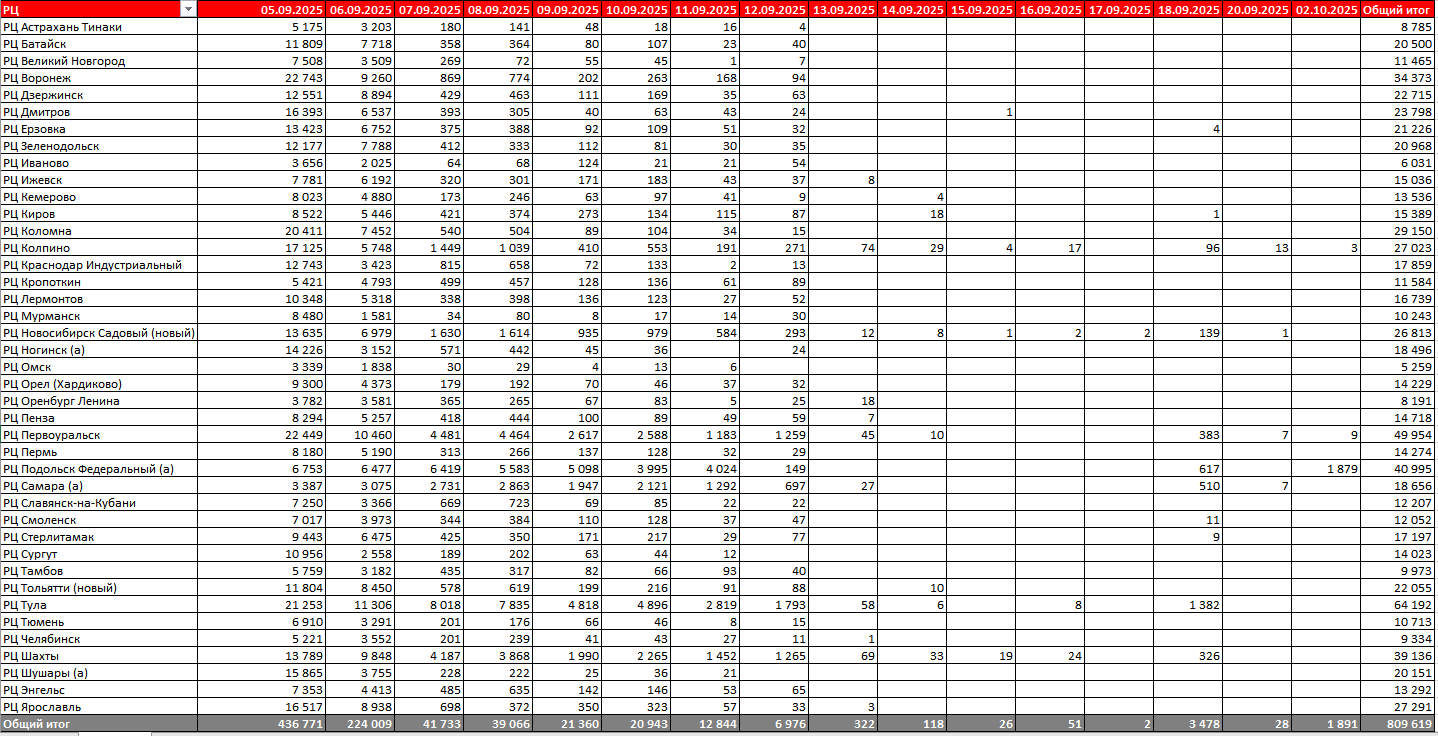 РЦ 05.09.2025 06.09.2025 07.09.2025 08.09.2025 09.09.2025 10.09.2025 11.09.2025 12.09.2025 13.09.2025 14.09.2025 15.09.2025 16.09.2025 17.09.2025 18.09.2025 20.09.2025 02.10.2025 Общий итог
РЦ Астрахань Тинаки 5 175 3 203 180 141 48 18 16 4 8 785
РЦ Батайск 11 809 7 718 358 364 80 107 23 40 20 500
РЦ Великий Новгород 7 508 3 509 269 72 55 45 1 7 11 465
РЦ Воронеж 22 743 9 260 869 774 202 263 168 94 34 373
РЦ Дзержинск 12 551 8 894 429 463 111 169 35 63 22 715
РЦ Дмитров 16 393 6 537 393 305 40 63 43 24 1 23 798
РЦ Ерзовка 13 423 6 752 375 388 92 109 51 32 4 21 226
РЦ Зеленодольск 12 177 7 788 412 333 112 81 30 35 20 968
РЦ Иваново 3 656 2 025 64 68 124 21 21 54 6 031
РЦ Ижевск 7 781 6 192 320 301 171 183 43 37 8 15 036
РЦ Кемерово 8 023 4 880 173 246 63 97 41 9 4 13 536
РЦ Киров 8 522 5 446 421 374 273 134 115 87 18 1 15 389
РЦ Коломна 20 411 7 452 540 504 89 104 34 15 29 150
РЦ Колпино 17 125 5 748 1 449 1 039 410 553 191 271 74 29 4 17 96 13 3 27 023
РЦ Краснодар Индустриальный 12 743 3 423 815 658 72 133 2 13 17 859
РЦ Кропоткин 5 421 4 793 499 457 128 136 61 89 11 584
РЦ Лермонтов 10 348 5 318 338 398 136 123 27 52 16 739
РЦ Мурманск 8 480 1 581 34 80 8 17 14 30 10 243
РЦ Новосибирск Садовый (новый) 13 635 6 979 1 630 1 614 935 979 584 293 12 8 1 2 2 139 1 26 813
РЦ Ногинск (а) 14 226 3 152 571 442 45 36 24 18 496
РЦ Омск 3 339 1 838 30 29 4 13 6 5 259
РЦ Орел (Хардиково) 9 300 4 373 179 192 70 46 37 32 14 229
РЦ Оренбург Ленина 3 782 3 581 365 265 67 83 5 25 18 8 191
РЦ Пенза 8 294 5 257 418 444 100 89 49 59 7 14 718
РЦ Первоуральск 22 449 10 460 4 481 4 464 2 617 2 588 1 183 1 259 45 10 383 7 9 49 954
РЦ Пермь 8 180 5 190 313 266 137 128 32 29 14 274
РЦ Подольск Федеральный (а) 6 753 6 477 6 419 5 583 5 098 3 995 4 024 149 617 1 879 40 995
РЦ Самара (а) 3 387 3 075 2 731 2 863 1 947 2 121 1 292 697 27 510 7 18 656
РЦ Славянск-на-Кубани 7 250 3 366 669 723 69 85 22 22 12 207
РЦ Смоленск 7 017 3 973 344 384 110 128 37 47 11 12 052
РЦ Стерлитамак 9 443 6 475 425 350 171 217 29 77 9 17 197
РЦ Сургут 10 956 2 558 189 202 63 44 12 14 023
РЦ Тамбов 5 759 3 182 435 317 82 66 93 40 9 973
РЦ Тольятти (новый) 11 804 8 450 578 619 199 216 91 88 10 22 055
РЦ Тула 21 253 11 306 8 018 7 835 4 818 4 896 2 819 1 793 58 6 8 1 382 64 192
РЦ Тюмень 6 910 3 291 201 176 66 46 8 15 10 713
РЦ Челябинск 5 221 3 552 201 239 41 43 27 11 1 9 334
РЦ Шахты 13 789 9 848 4 187 3 868 1 990 2 265 1 452 1 265 69 33 19 24 326 39 136
РЦ Шушары (а) 15 865 3 755 228 222 25 36 21 20 151
РЦ Энгельс 7 353 4 413 485 635 142 146 53 65 13 292
РЦ Ярославль 16 517 8 938 698 372 350 323 57 33 3 27 291
Общий итог 436 771 224 009 41 733 39 066 21 360 20 943 12 844 6 976 322 118 26 51 2 3 478 28 1 891 809 619